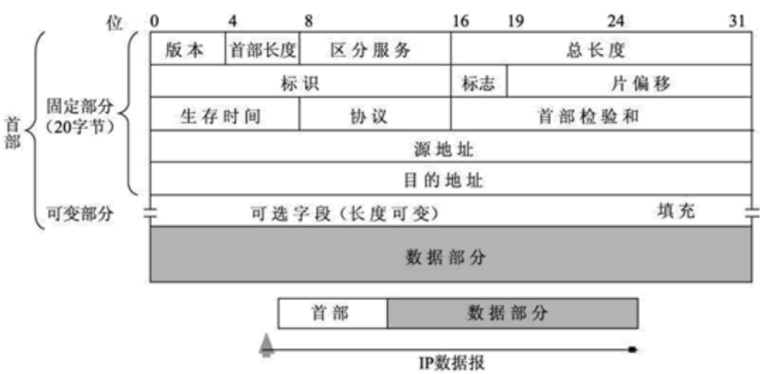 位 0 4 8 16 19 24 31
版本 首部长度 区分服务 总长度
标识 标志 片偏移
生存时间 协议 首部检验和
源地址
目的地址
可选字段（长度可变） 填充
数据部分
首部
固定部分
（20字节）
可变部分
首部 数据部分
IP数据报